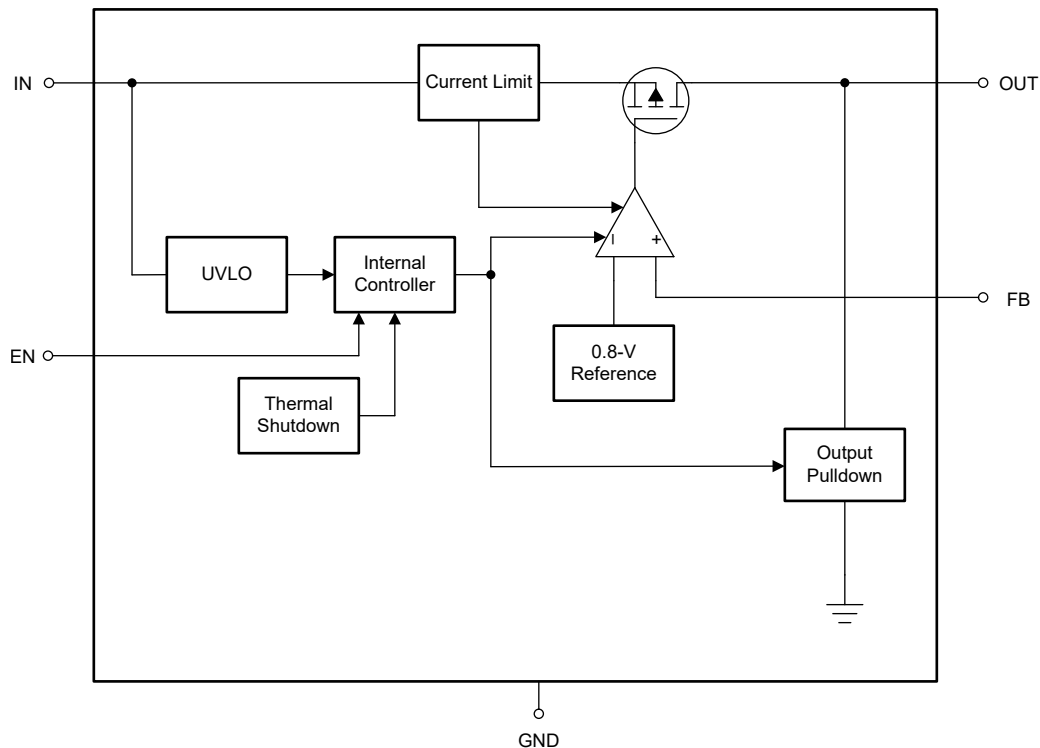 IN
Current Limit
OUT
UVLO
Internal
Controller
FB
EN
0.8-V
Reference
Thermal
Shutdown
Output
Pulldown
GND